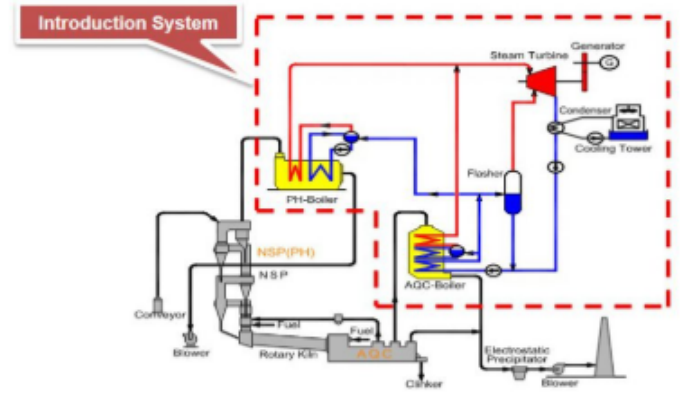 Introduction System
Steam Turbine
Generator
G
Condenser
Cooling Tower
Flasher
PH-Boiler
NSP(PH)
NSP
AQC-Boiler
Conveyor
Fuel
Fuel
Blower
Rotary Kiln
AQC
Electrostatic
Precipitator
Clinker
Blower